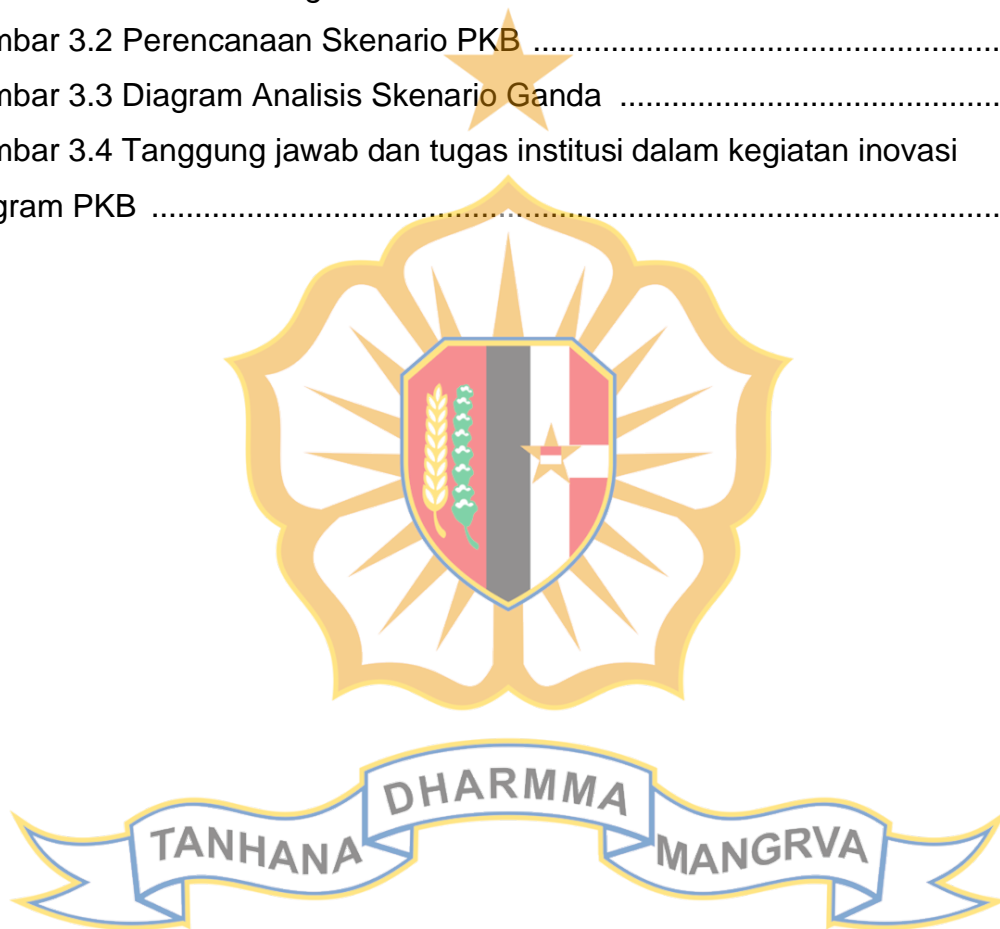 mbar 3.2 Perencanaan Skenario PKB ......................................................
mbar 3.3 Diagram Analisis Skenario Ganda ............................................
mbar 3.4 Tanggung jawab dan tugas institusi dalam kegiatan inovasi
gram PKB ..................................................................................................
TANHANA DHARMMA MANGRVA